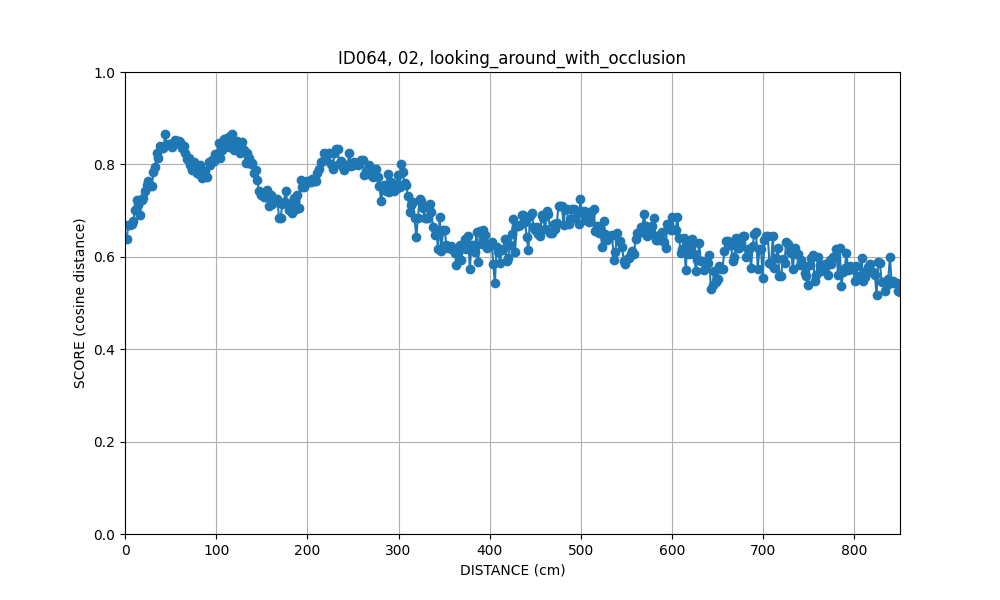 ID064, 02, looking_around_with_occlusion
SCORE (cosine distance)
1.0
0.8
0.6
0.4
0.2
0.0
0 100 200 300 400 500 600 700 800
DISTANCE (cm)